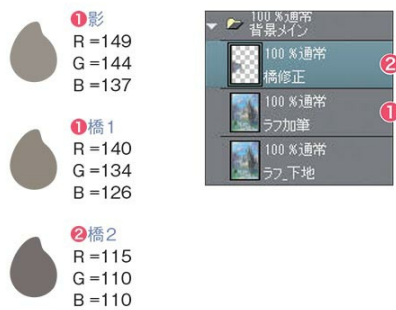 ❶影
R =149
G =144
B =137
❶橋1
R =140
G =134
B =126
❷橋2
R =115
G =110
B =110
100 %通常
背景メイン
100 %通常
橋修正
❷
100 %通常
ラフ加筆
❶
100 %通常
ラフ_下地